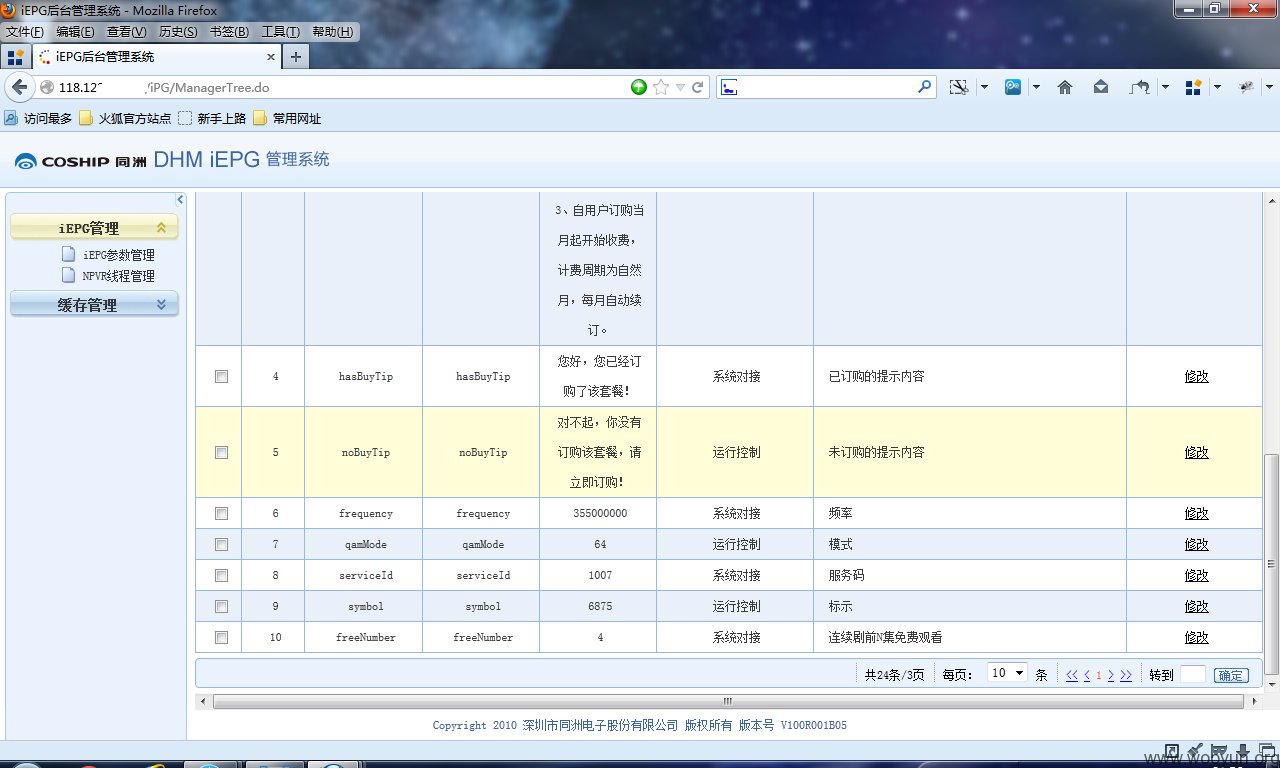 iEPG后台管理系统 - Mozilla Firefox
文件(F) 编辑(E) 查看(V) 历史(S) 书签(B) 工具(T) 帮助(H)
iEPG后台管理系统
118.12 /iPG/ManagerTree.do
访问最多 火狐官方站点 新手上路 常用网址
COSHIP 同洲 DHM iEPG 管理系统
iEPG管理
iEPG参数管理
NPVR线程管理
缓存管理
3、自用户订购当
月起开始收费,
计费周期为自然
月,每月自动续
订。
4 hasBuyTip hasBuyTip 您好,您已经订 系统对接 已订购的提示内容 修改
购了该套餐!
5 noBuyTip noBuyTip 对不起,你没有 运行控制 未订购的提示内容 修改
订购该套餐,请
立即订购!
6 frequency frequency 355000000 系统对接 频率 修改
7 qamMode qamMode 64 运行控制 模式 修改
8 serviceId serviceId 1007 系统对接 服务码 修改
9 symbol symbol 6875 运行控制 标示 修改
10 freeNumber freeNumber 4 系统对接 连续剧前N集免费观看 修改
共24条/3页 每页: 10 条 << < 1 > >> 转到 确定
Copyright 2010 深圳市同洲电子股份有限公司 版权所有 版本号 V100R001B05
www.wooyun.org